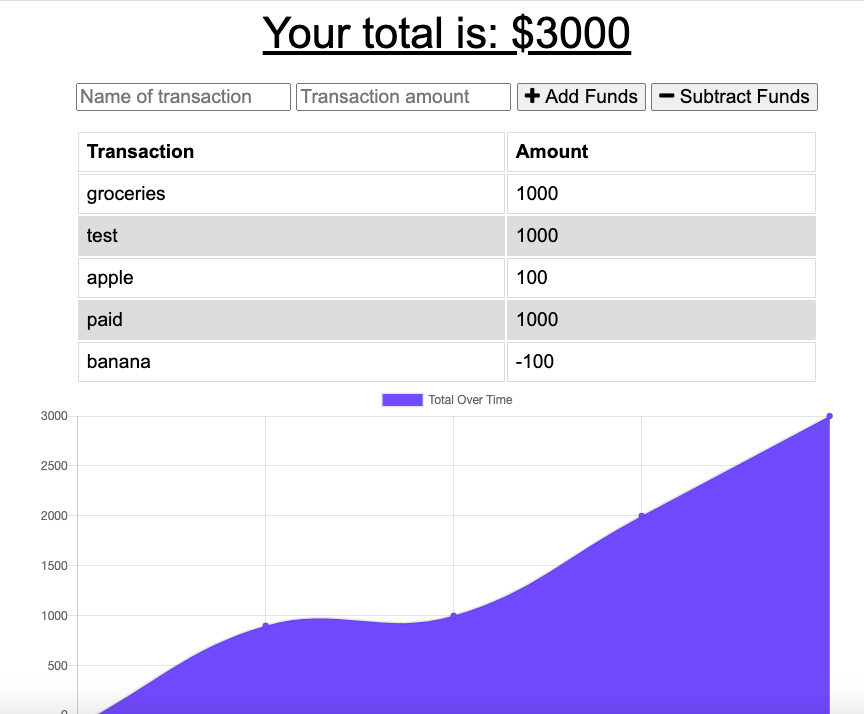 Your total is: $3000
Name of transaction Transaction amount + Add Funds − Subtract Funds
Transaction Amount
groceries 1000
test 1000
apple 100
paid 1000
banana -100
Total Over Time
3000
2500
2000
1500
1000
500
0